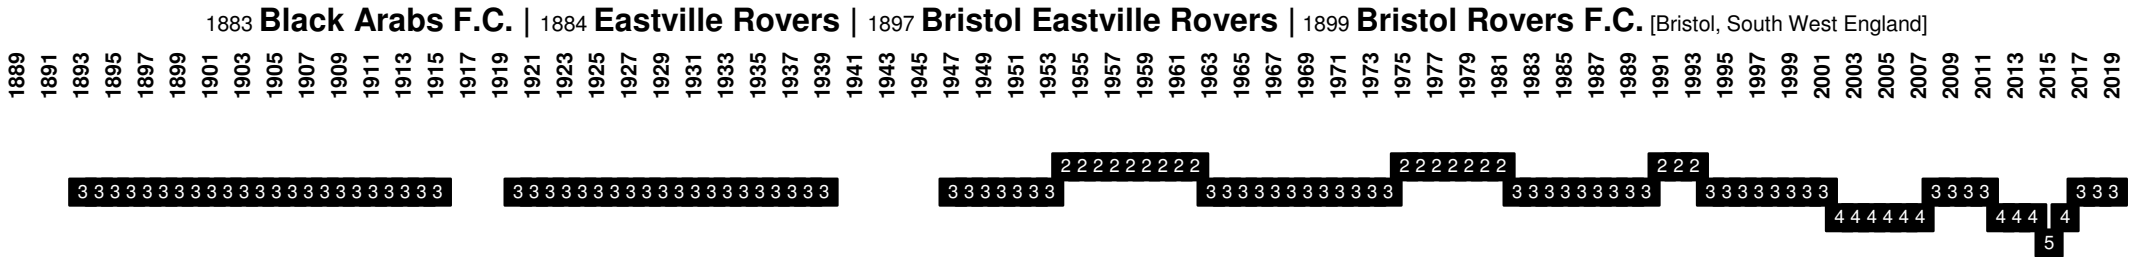 1883 Black Arabs F.C. | 1884 Eastville Rovers | 1897 Bristol Eastville Rovers | 1899 Bristol Rovers F.C. [Bristol, South West England]
1889 1891 1893 1895 1897 1899 1901 1903 1905 1907 1909 1911 1913 1915 1917 1919 1921 1923 1925 1927 1929 1931 1933 1935 1937 1939 1941 1943 1945 1947 1949 1951 1953 1955 1957 1959 1961 1963 1965 1967 1969 1971 1973 1975 1977 1979 1981 1983 1985 1987 1989 1991 1993 1995 1997 1999 2001 2003 2005 2007 2009 2011 2013 2015 2017 2019
2 2 2 2 2 2 2 2 2 2 2 2 2 2 2 2 2 2 2
3 3 3 3 3 3 3 3 3 3 3 3 3 3 3 3 3 3 3 3 3 3 3 3 3 3 3 3 3 3 3 3 3 3 3 3 3 3 3 3 3 3 3 3 3 3 3 3 3 3 3 3 3 3 3 3 3 3 3 3 3 3 3 3 3 3 3 3 3 3 3 3 3 3 3 3 3 3 3 3 3 3 3 3 3 3
4 4 4 4 4 4 4 4 4 4
5